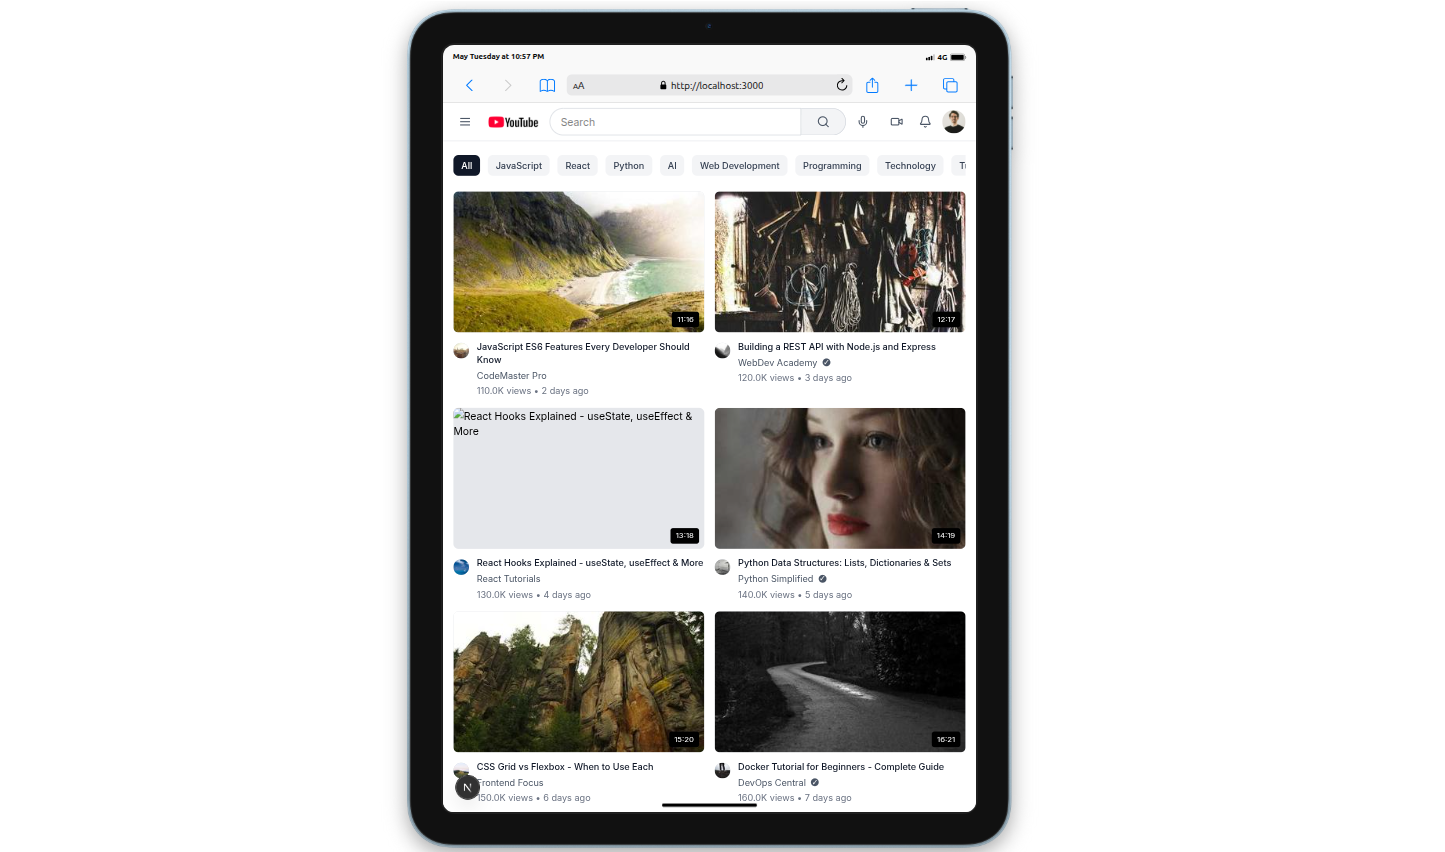 May Tuesday at 10:57 PM
4G
AA
http://localhost:3000
YouTube
Search
All
JavaScript
React
Python
AI
Web Development
Programming
Technology
11:16
12:17
JavaScript ES6 Features Every Developer Should
Know
CodeMaster Pro
110.0K views • 2 days ago
Building a REST API with Node.js and Express
WebDev Academy
120.0K views • 3 days ago
React Hooks Explained - useState, useEffect &
More
13:18
14:19
React Hooks Explained - useState, useEffect & More
React Tutorials
130.0K views • 4 days ago
Python Data Structures: Lists, Dictionaries & Sets
Python Simplified
140.0K views • 5 days ago
15:20
16:21
CSS Grid vs Flexbox - When to Use Each
Frontend Focus
150.0K views • 6 days ago
N
Docker Tutorial for Beginners - Complete Guide
DevOps Central
160.0K views • 7 days ago